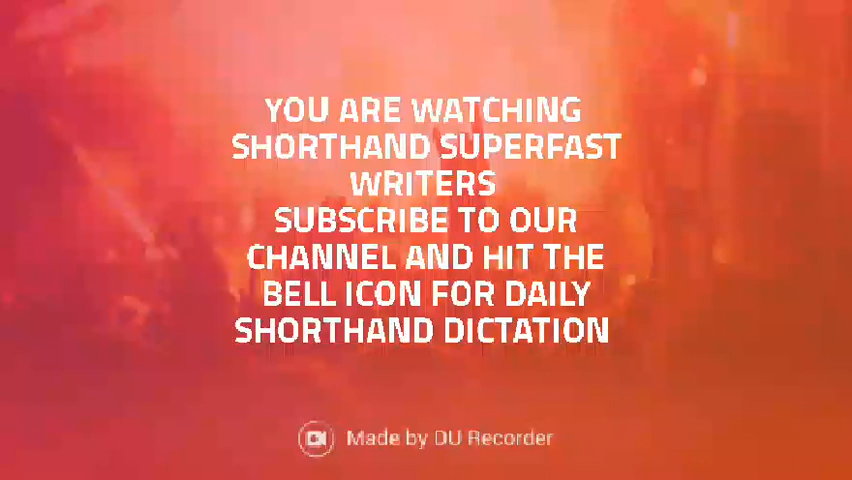 YOU ARE WATCHING
SHORTHAND SUPERFAST
WRITERS
SUBSCRIBE TO OUR
CHANNEL AND HIT THE
BELL ICON FOR DAILY
SHORTHAND DICTATION
Made by DU Recorder